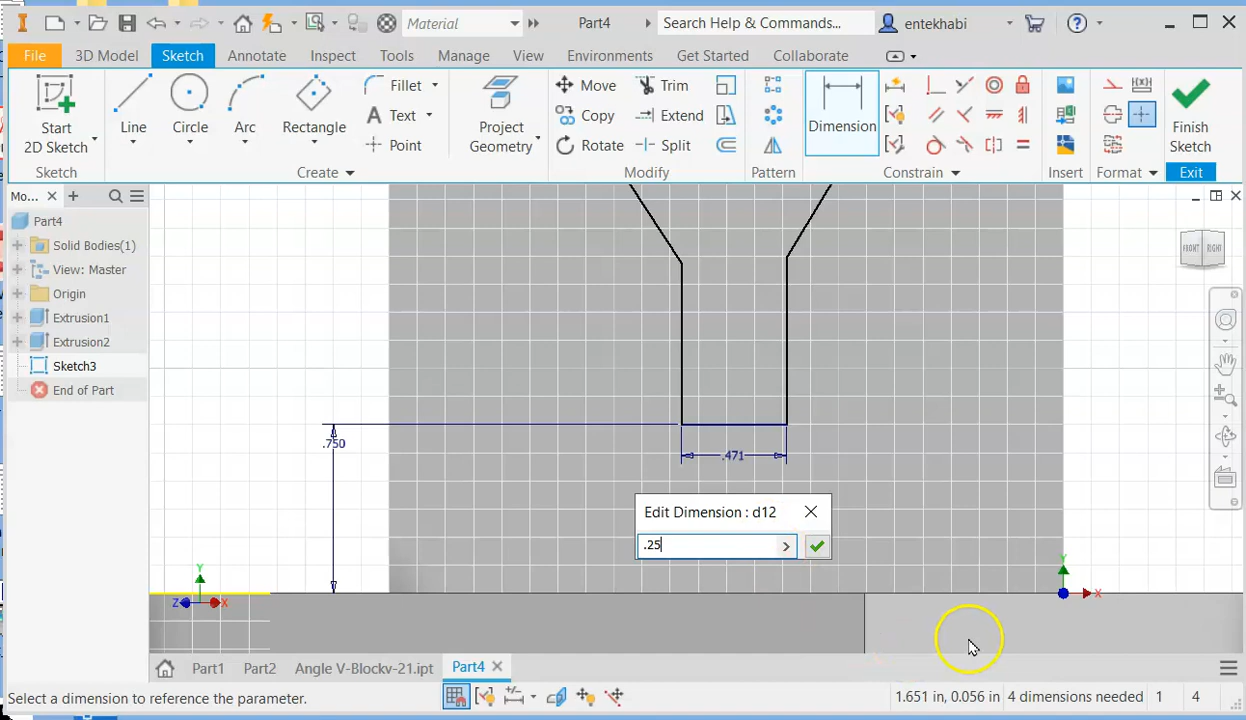 Material
Part4
Search Help & Commands...
entekhabi
File
3D Model
Sketch
Annotate
Inspect
Tools
Manage
View
Environments
Get Started
Collaborate
Start
2D Sketch
Line
Circle
Arc
Rectangle
Fillet
Text
Point
Project
Geometry
Move
Copy
Rotate
Trim
Extend
Split
Dimension
Finish
Sketch
Sketch
Create
Modify
Pattern
Constrain
Insert
Format
Exit
Mo...
Part4
Solid Bodies(1)
View: Master
Origin
Extrusion1
Extrusion2
Sketch3
End of Part
FRONT
RIGHT
.750
.471
Edit Dimension : d12
.25
Y
Z
X
Y
X
Part1
Part2
Angle V-Blockv-21.ipt
Part4
Select a dimension to reference the parameter.
1.651 in, 0.056 in
4 dimensions needed
1
4